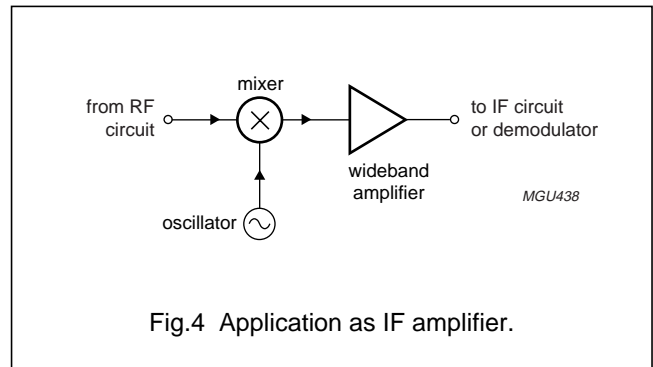 mixer
from RF
circuit
to IF circuit
or demodulator
wideband
amplifier
MGU438
oscillator
Fig.4 Application as IF amplifier.